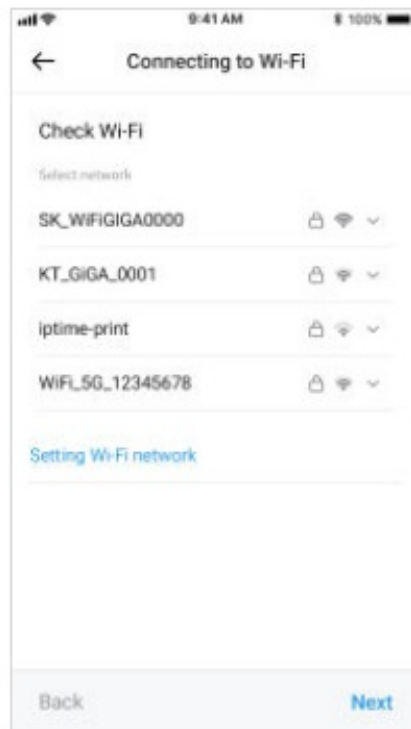 9:41 AM 100%
Connecting to Wi-Fi
Check Wi-Fi
Select network
SK_WiFiGIGA0000
KT_GiGA_0001
iptime-print
WiFi_5G_12345678
Setting Wi-Fi network
Back Next